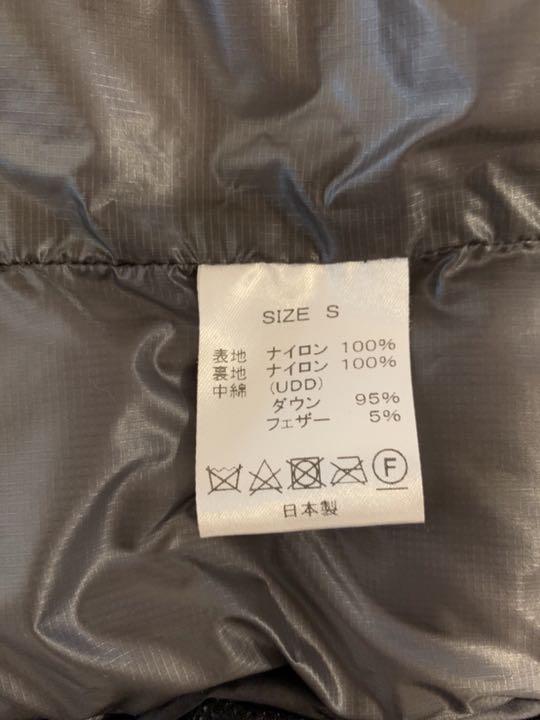 SIZE S
表地 ナイロン 100%
裏地 ナイロン 100%
中綿 (UDD)
ダウン 95%
フェザー 5%
F
日本製